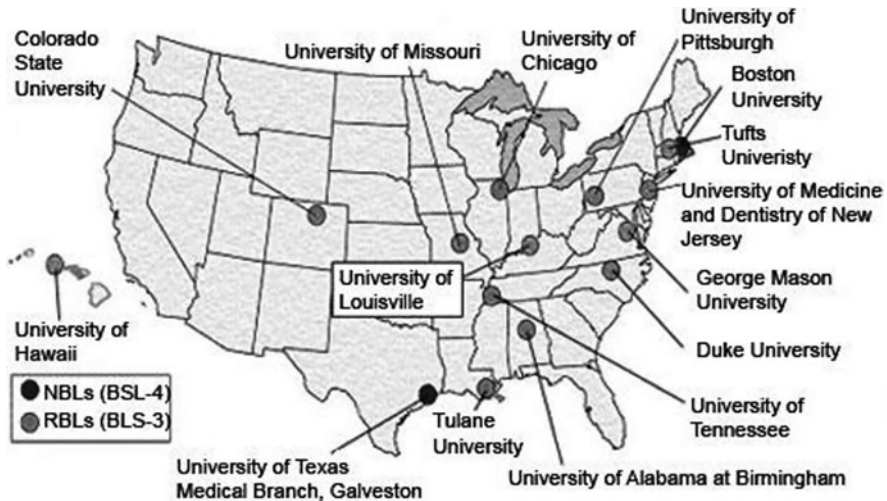 Colorado
State
University
University of Missouri
University of
Chicago
University of
Pittsburgh
Boston
University
Tufts
Univeristy
University of Medicine
and Dentistry of New
Jersey
George Mason
University
University of
Louisville
University of
Hawaii
Duke University
NBLs (BSL-4)
RBLs (BLS-3)
Tulane
University
University of
Tennessee
University of Texas
Medical Branch, Galveston
University of Alabama at Birmingham